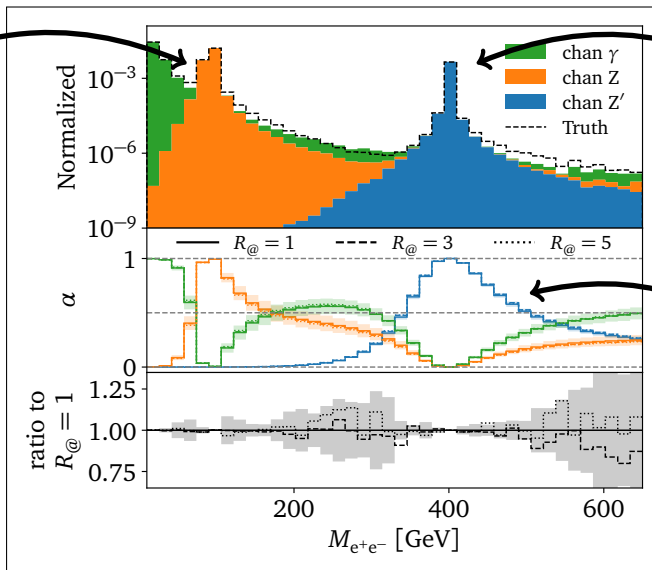 Normalized
10⁻³
10⁻⁶
10⁻⁹
chan γ
chan Z
chan Z′
Truth
R@ = 1
R@ = 3
R@ = 5
α
1
0
ratio to
R@ = 1
1.25
1.00
0.75
200
400
600
M_{e⁺e⁻} [GeV]